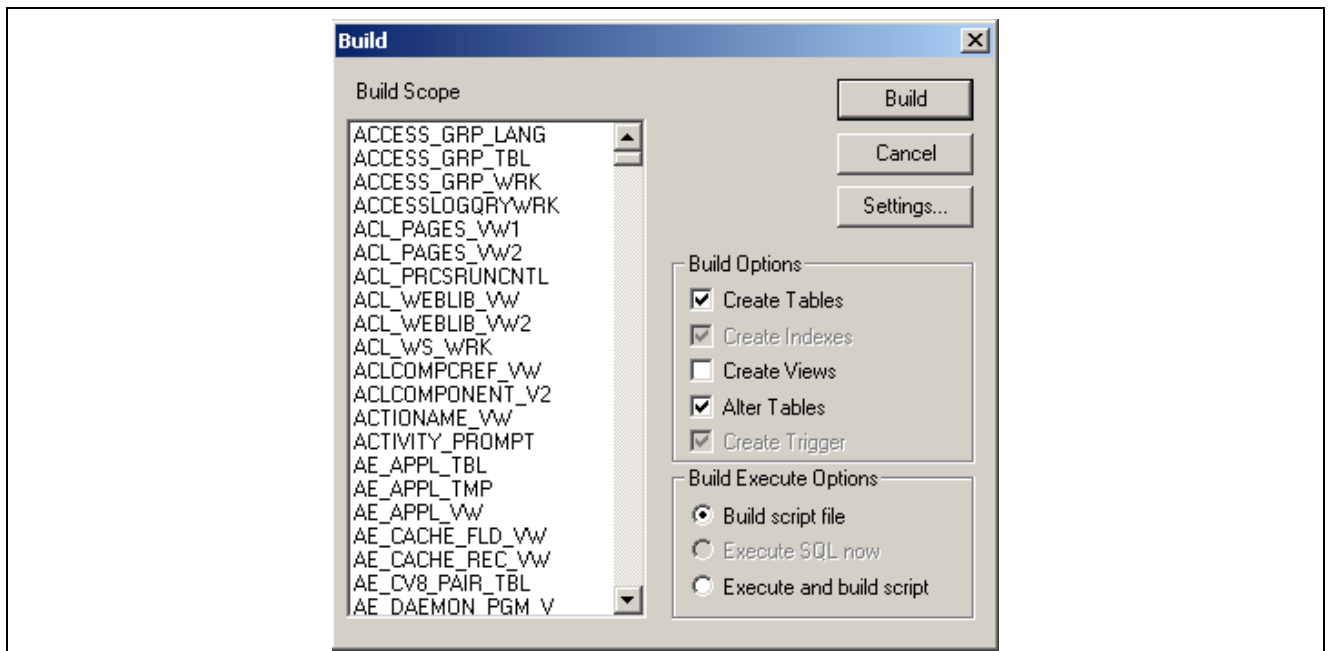 Build
Build Scope
ACCESS_GRP_LANG
ACCESS_GRP_TBL
ACCESS_GRP_WRK
ACCESSLOGQRYWRK
ACL_PAGES_VW1
ACL_PAGES_VW2
ACL_PRCSRUNCNTL
ACL_WEBLIB_VW
ACL_WEBLIB_VW2
ACL_WS_WRK
ACLCOMPCREF_VW
ACLCOMPONENT_V2
ACTIONAME_VW
ACTIVITY_PROMPT
AE_APPL_TBL
AE_APPL_TMP
AE_APPL_VW
AE_CACHE_FLD_VW
AE_CACHE_REC_VW
AE_CV8_PAIR_TBL
AE_DAEMON_PGM_V
Build
Cancel
Settings...
Build Options
Create Tables
Create Indexes
Create Views
Alter Tables
Create Trigger
Build Execute Options
Build script file
Execute SQL now
Execute and build script